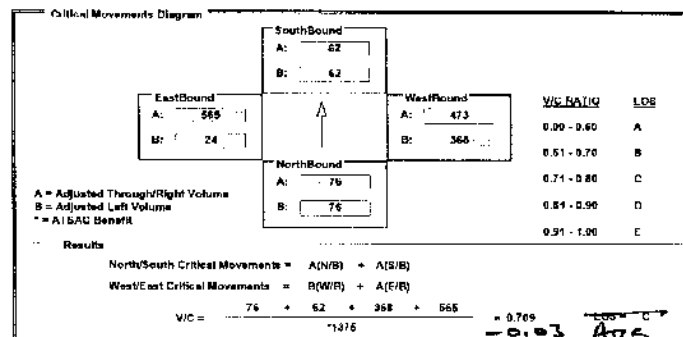 Critical Movements Diagram
SouthBound
A: 62
B: 62
EastBound
A: 565
B: 24
WestBound
A: 473
B: 368
NorthBound
A: 76
B: 76
V/C RATIO LOS
0.00 - 0.60 A
0.61 - 0.70 B
0.71 - 0.80 C
0.81 - 0.90 D
0.91 - 1.00 E
A = Adjusted Through/Right Volume
B = Adjusted Left Volume
* = ATSAC Benefit
Results
North/South Critical Movements = A(N/B) + A(S/B)
West/East Critical Movements = B(W/B) + A(E/B)
V/C = 76 + 62 + 368 + 565
*1375
= 0.709 LOS = C
-0.03